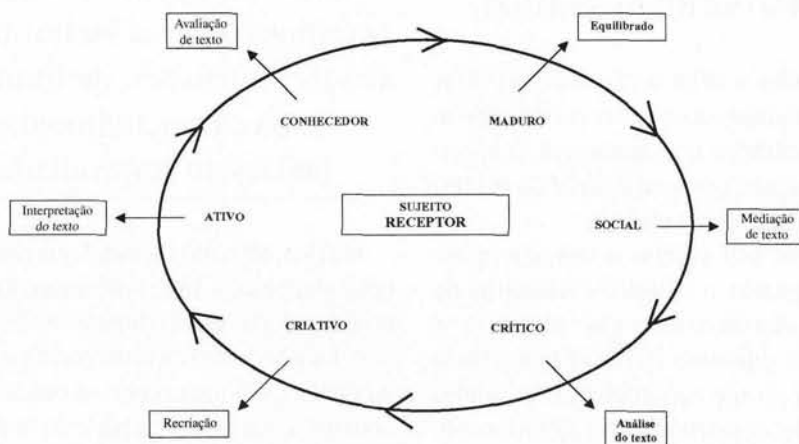 Avaliação
de texto
Equilibrado
CONHECEDOR
MADURO
Interpretação
do texto
ATIVO
SUJEITO
RECEPTOR
SOCIAL
Mediação
de texto
CRIATIVO
CRÍTICO
Recriação
Análise
do texto